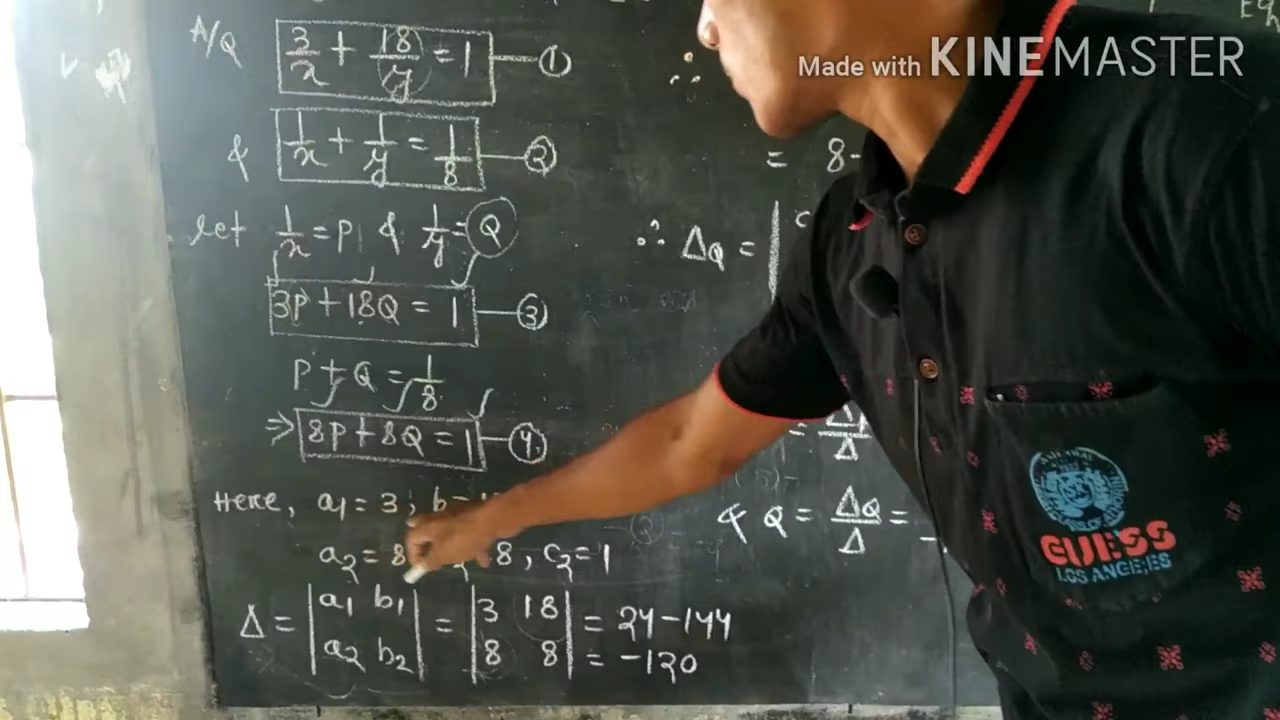 Made with KINEMASTER
A/Q 3/x + 18/y = 1 — ①
& 1/x + 1/y = 1/8 — ②
let 1/x = P & 1/y = Q
3P + 18Q = 1 — ③
P + Q = 1/8
⇒ 8P + 8Q = 1 — ④
Here, a1 = 3;
a2 = 8 8, c2 = 1
Δ = |a1 b1| = |3 18| = 24 - 144
|a2 b2| |8 8| = -120
∴
= 8 -
∴ ΔQ = | c
Δ
& Q = ΔQ/Δ =
GUESS
LOS ANGELES